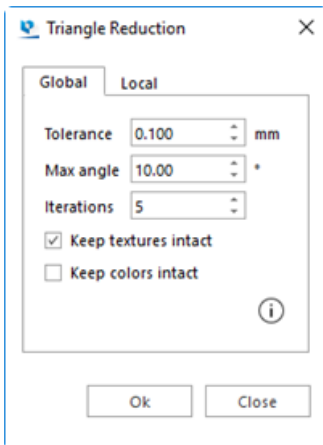 Triangle Reduction
Global Local
Tolerance 0.100 mm
Max angle 10.00 °
Iterations 5
Keep textures intact
Keep colors intact
Ok Close